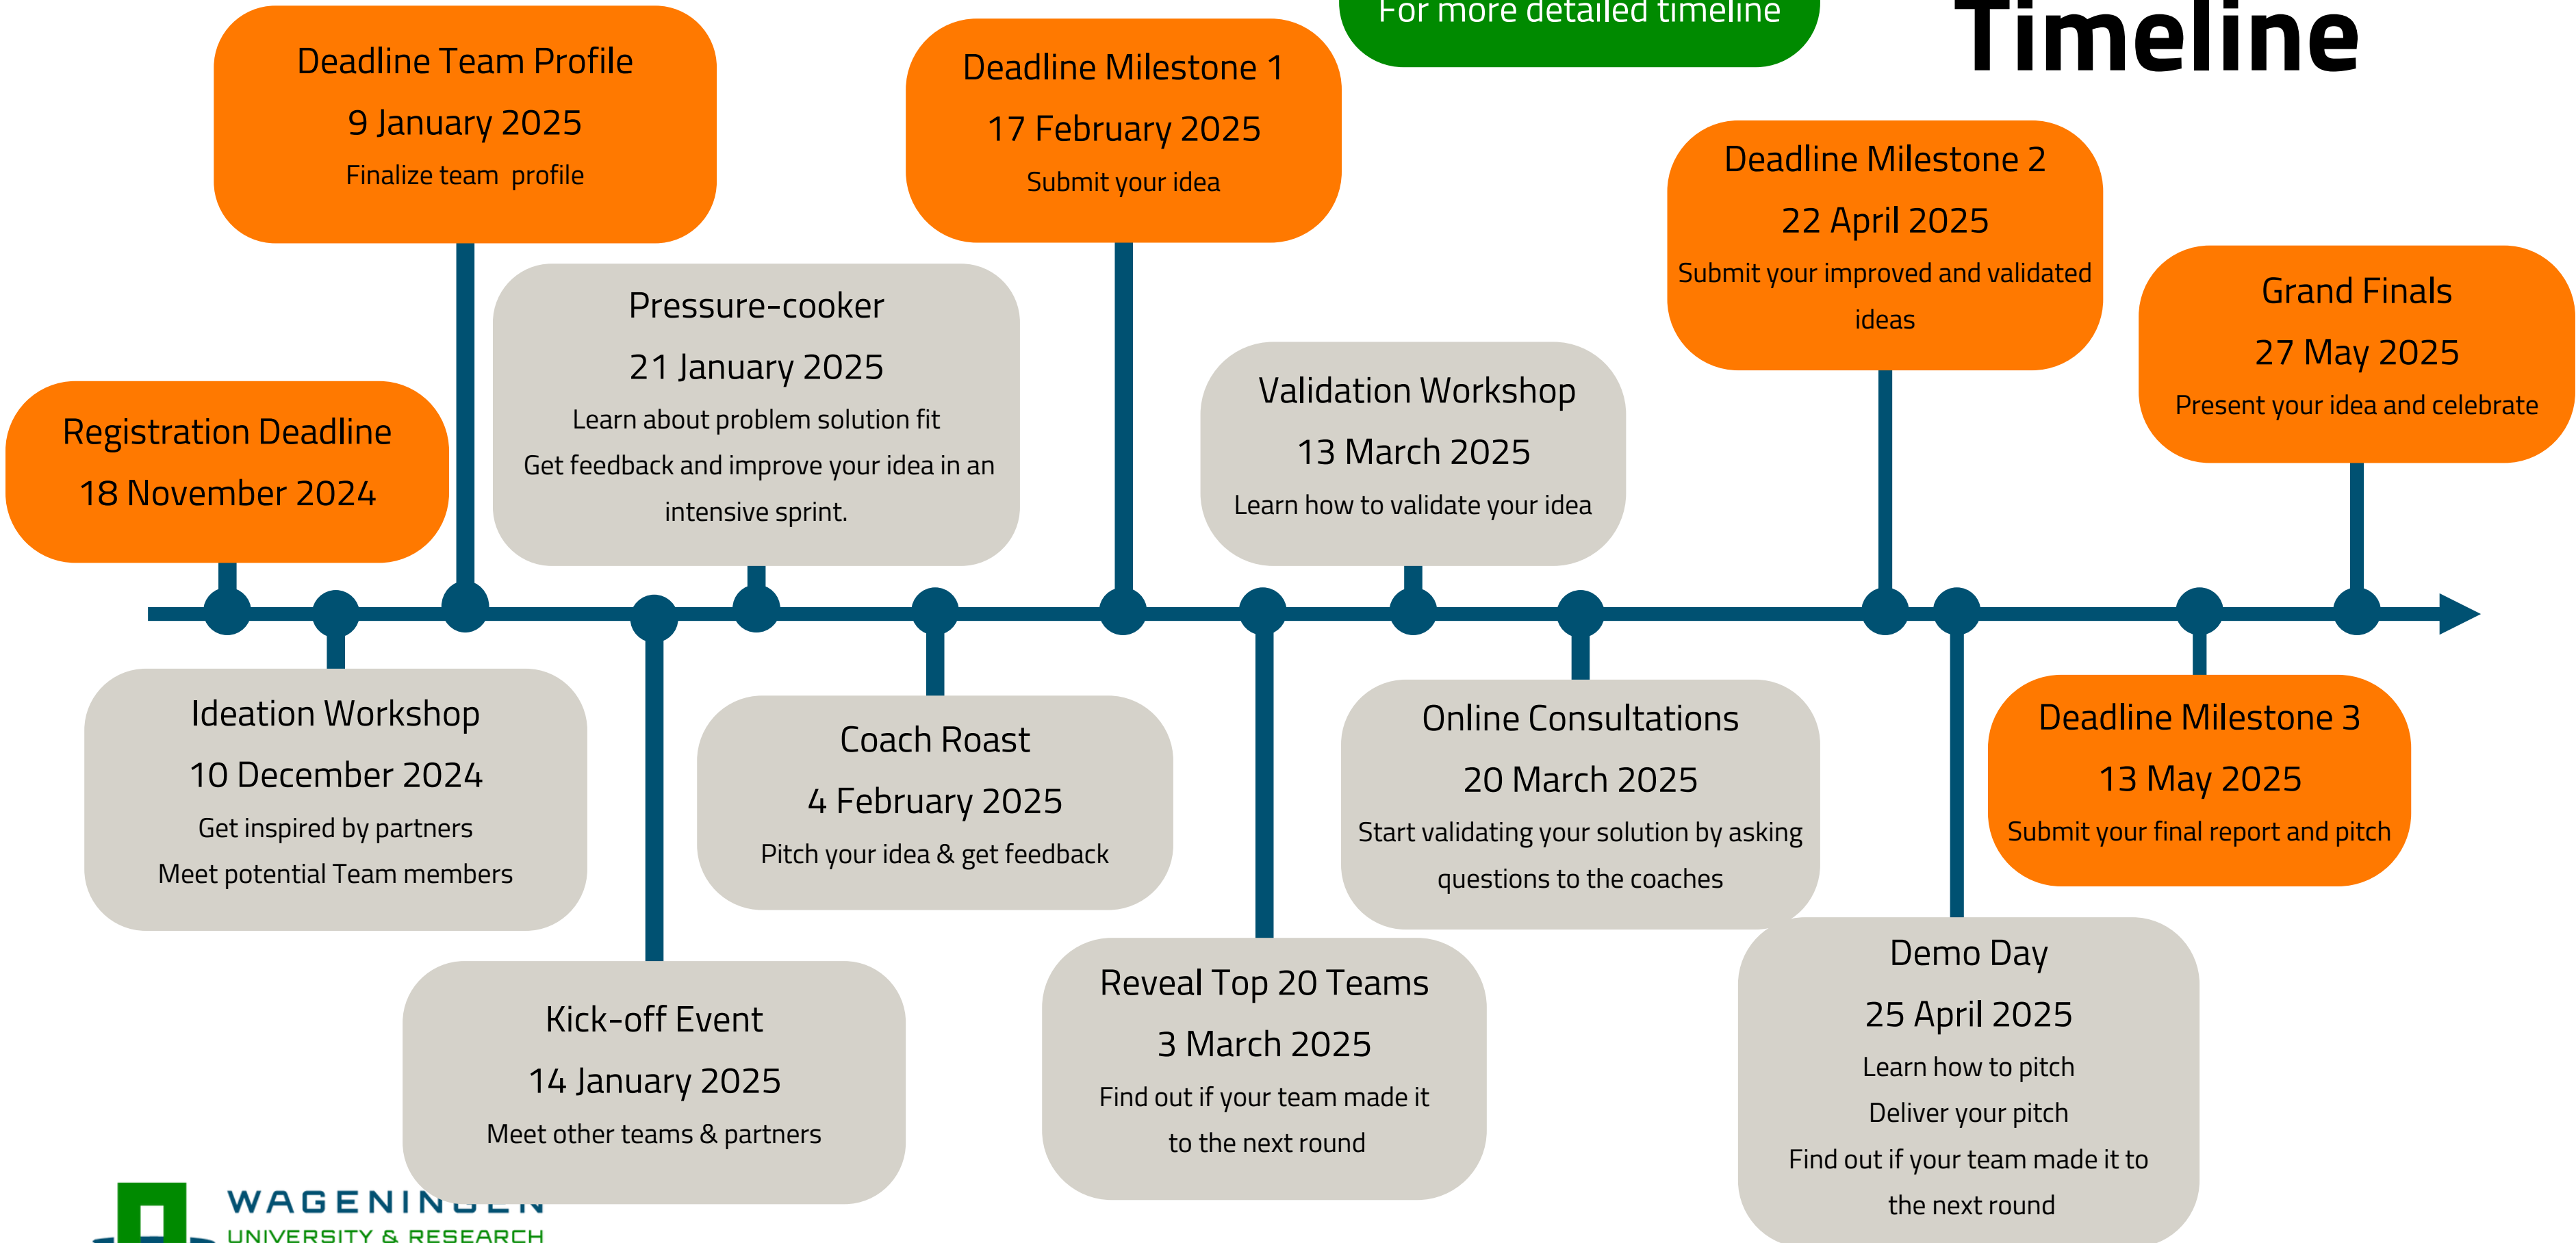 For more detailed timeline
Timeline
Deadline Team Profile
9 January 2025
Finalize team profile
Deadline Milestone 1
17 February 2025
Submit your idea
Deadline Milestone 2
22 April 2025
Submit your improved and validated
ideas
Grand Finals
27 May 2025
Present your idea and celebrate
Pressure-cooker
21 January 2025
Learn about problem solution fit
Get feedback and improve your idea in an
intensive sprint.
Validation Workshop
13 March 2025
Learn how to validate your idea
Registration Deadline
18 November 2024
Ideation Workshop
10 December 2024
Get inspired by partners
Meet potential Team members
Coach Roast
4 February 2025
Pitch your idea & get feedback
Online Consultations
20 March 2025
Start validating your solution by asking
questions to the coaches
Deadline Milestone 3
13 May 2025
Submit your final report and pitch
Kick-off Event
14 January 2025
Meet other teams & partners
Reveal Top 20 Teams
3 March 2025
Find out if your team made it
to the next round
Demo Day
25 April 2025
Learn how to pitch
Deliver your pitch
Find out if your team made it to
the next round
WAGENINGEN
UNIVERSITY & RESEARCH